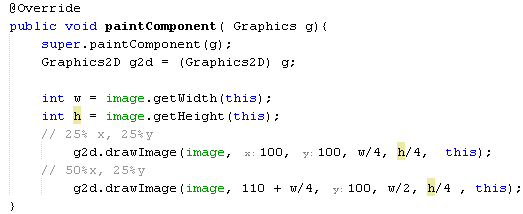 @Override
public void paintComponent( Graphics g){
super.paintComponent(g);
Graphics2D g2d = (Graphics2D) g;
int w = image.getWidth(this);
int h = image.getHeight(this);
// 25% x, 25%y
g2d.drawImage(image, x: 100, y: 100, w/4, h/4, this);
// 50%x, 25%y
g2d.drawImage(image, 110 + w/4, y: 100, w/2, h/4 , this);
}